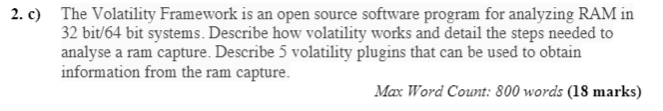 2. c) The Volatility Framework is an open source software program for analyzing RAM in
32 bit/64 bit systems. Describe how volatility works and detail the steps needed to
analyse a ram capture. Describe 5 volatility plugins that can be used to obtain
information from the ram capture.
Max Word Count: 800 words (18 marks)